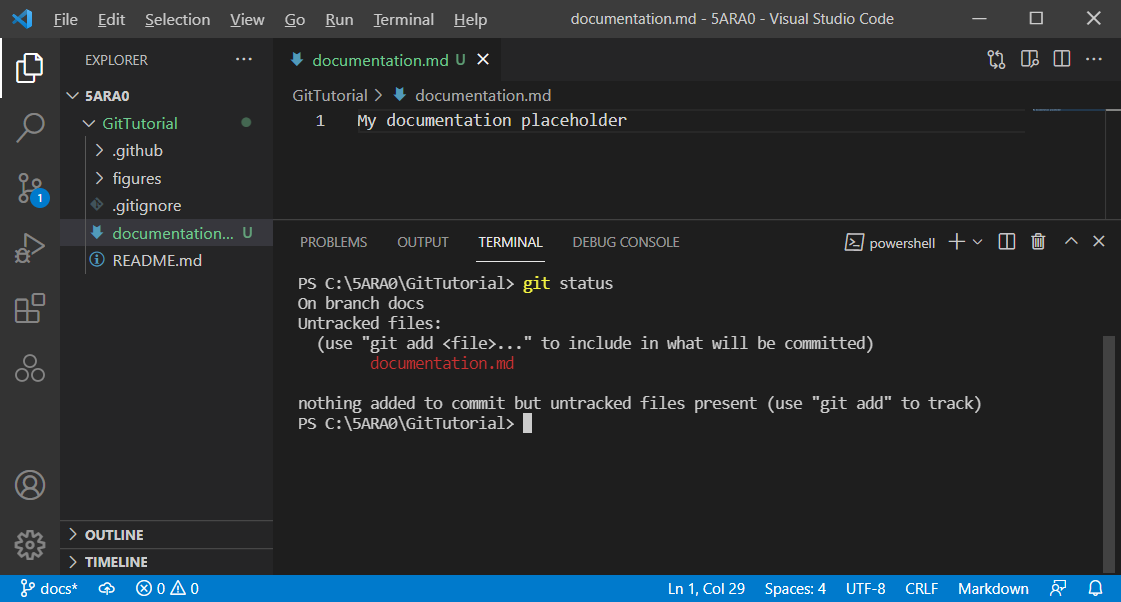 File Edit Selection View Go Run Terminal Help documentation.md - 5ARA0 - Visual Studio Code
EXPLORER ...
5ARA0
GitTutorial
.github
figures
.gitignore
documentation... U
README.md
OUTLINE
TIMELINE
1
documentation.md U
GitTutorial > documentation.md
1 My documentation placeholder
PROBLEMS OUTPUT TERMINAL DEBUG CONSOLE powershell
PS C:\5ARA0\GitTutorial> git status
On branch docs
Untracked files:
(use "git add <file>..." to include in what will be committed)
documentation.md
nothing added to commit but untracked files present (use "git add" to track)
PS C:\5ARA0\GitTutorial>
docs* 0 0 Ln 1, Col 29 Spaces: 4 UTF-8 CRLF Markdown